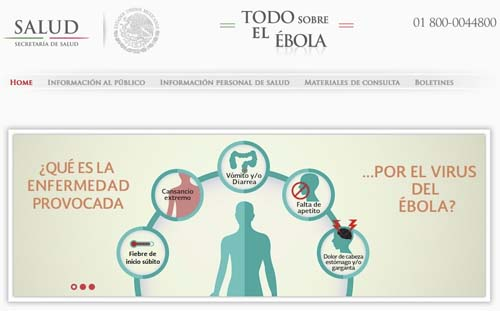 SALUD
SECRETARÍA DE SALUD
TODO SOBRE
EL ÉBOLA
01 800-0044800
HOME INFORMACIÓN AL PÚBLICO INFORMACIÓN PERSONAL DE SALUD MATERIALES DE CONSULTA BOLETINES
¿QUÉ ES LA
ENFERMEDAD
PROVOCADA
Fiebre de
inicio súbito
Cansancio
extremo
Vómito y/o
Diarrea
Falta de
apetito
Dolor de cabeza
estómago y/o
garganta
...POR EL VIRUS
DEL
ÉBOLA?